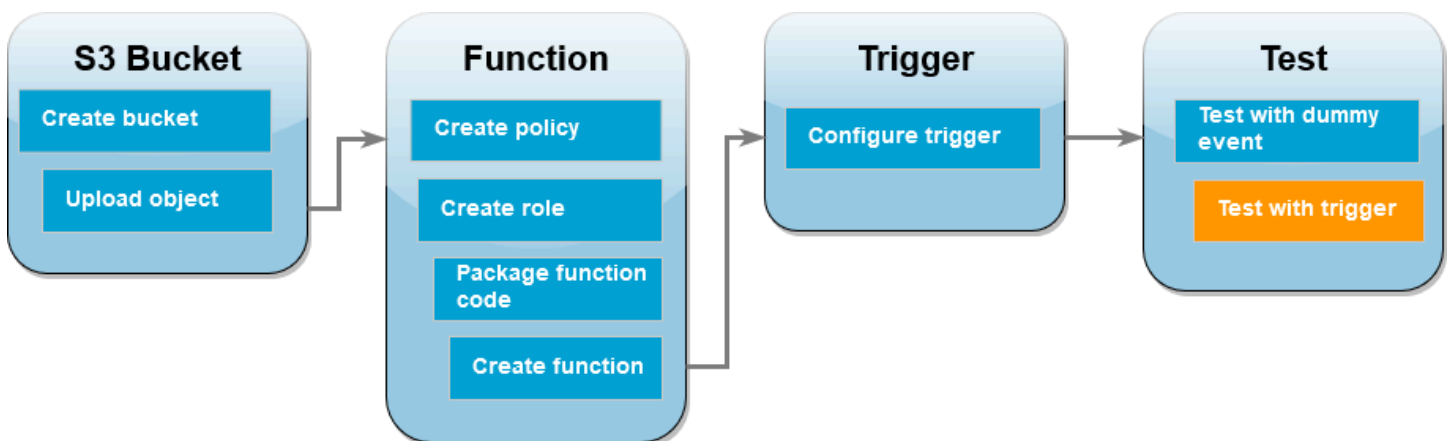 S3 Bucket
Create bucket
Upload object
Function
Create policy
Create role
Package function
code
Create function
Trigger
Configure trigger
Test
Test with dummy
event
Test with trigger